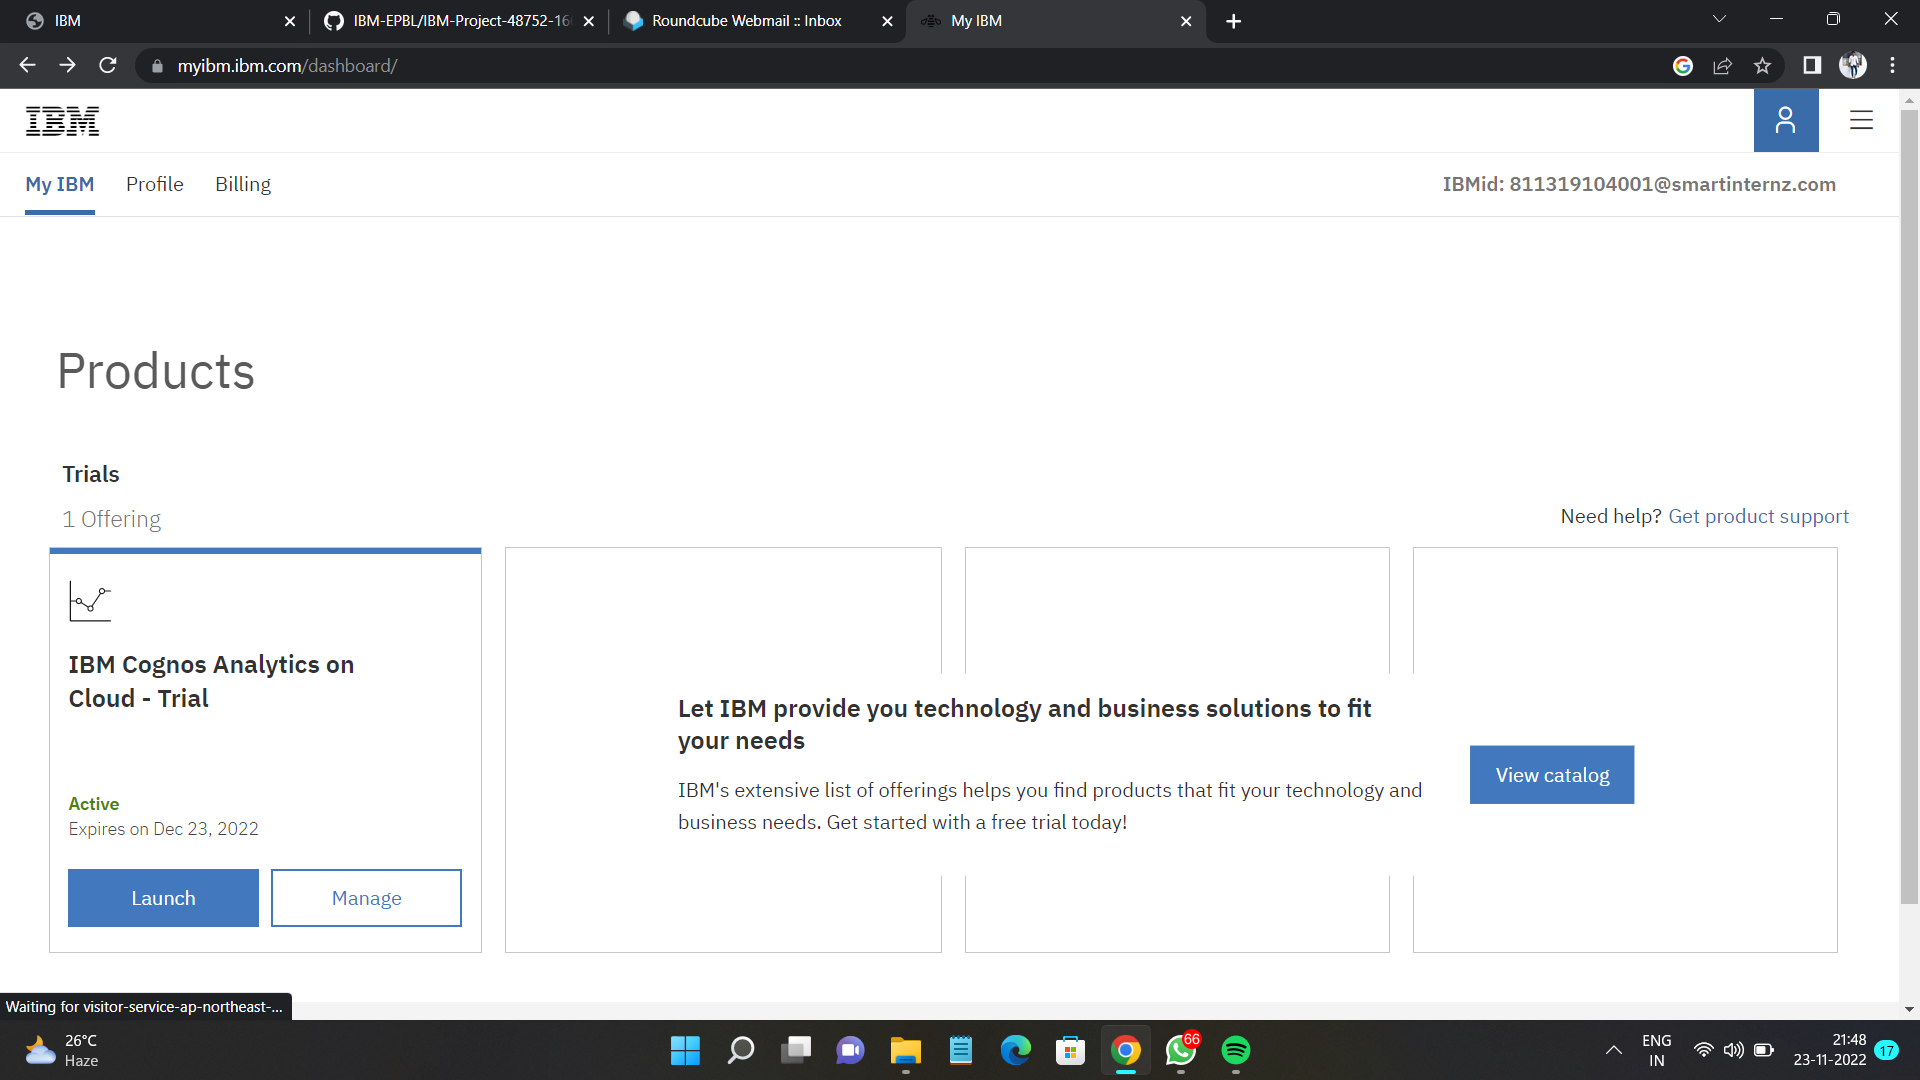 IBM
IBM-EPBL/IBM-Project-48752-16
Roundcube Webmail :: Inbox
My IBM
myibm.ibm.com/dashboard/
IBM
My IBM
Profile
Billing
IBMid: 811319104001@smartinternz.com
Products
Trials
1 Offering
Need help? Get product support
IBM Cognos Analytics on
Cloud - Trial
Active
Expires on Dec 23, 2022
Launch
Manage
Let IBM provide you technology and business solutions to fit
your needs
IBM's extensive list of offerings helps you find products that fit your technology and
business needs. Get started with a free trial today!
View catalog
Waiting for visitor-service-ap-northeast-...
26°C
Haze
66
ENG
IN
21:48
23-11-2022
17